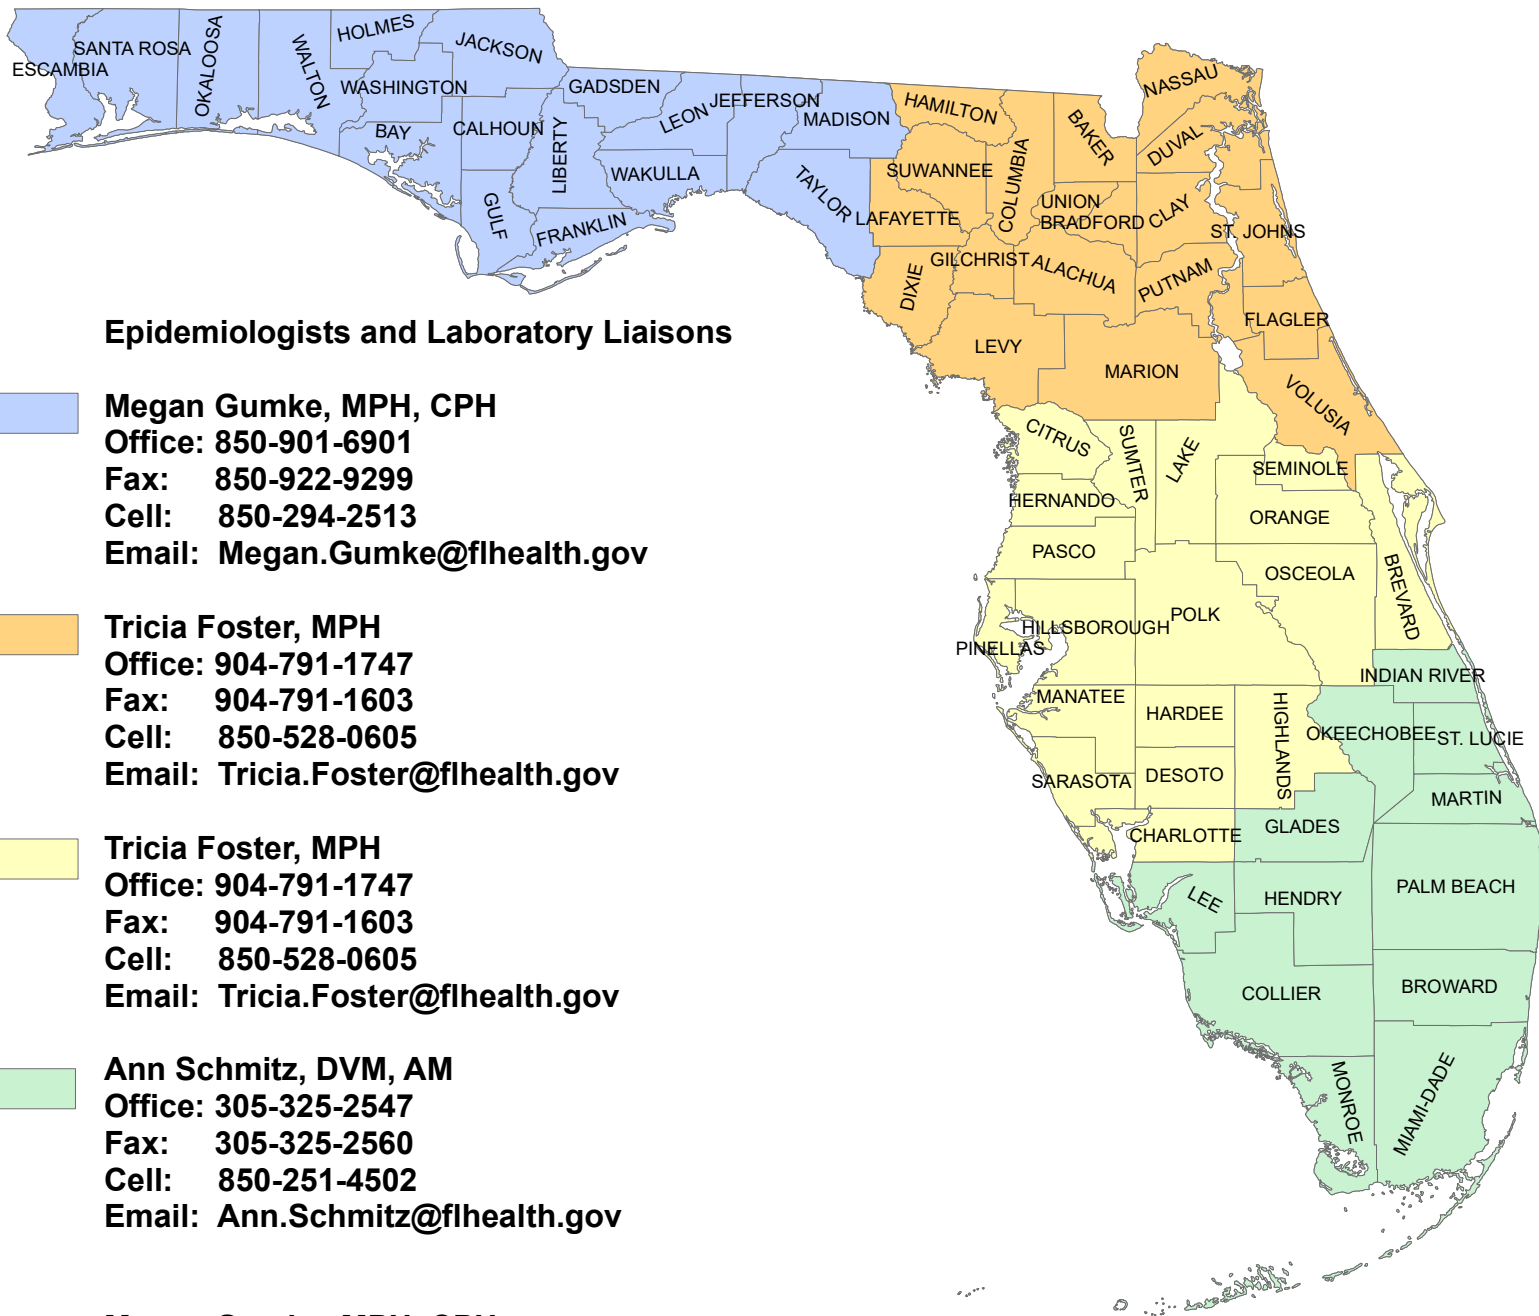 HOLMES
JACKSON
SANTA ROSA
OKALOOSA
WALTON
ESCAMBIA
WASHINGTON
GADSDEN
JEFFERSON
LEON
MADISON
BAY
CALHOUN
LIBERTY
WAKULLA
TAYLOR
GULF
FRANKLIN
NASSAU
HAMILTON
BAKER
DUVAL
SUWANNEE
COLUMBIA
UNION
LAFAYETTE
BRADFORD
CLAY
ST. JOHNS
GILCHRIST
ALACHUA
DIXIE
PUTNAM
FLAGLER
LEVY
MARION
VOLUSIA
CITRUS
SUMTER
LAKE
SEMINOLE
HERNANDO
ORANGE
PASCO
OSCEOLA
BREVARD
POLK
HILLSBOROUGH
PINELLAS
INDIAN RIVER
MANATEE
HARDEE
HIGHLANDS
OKEECHOBEE
ST. LUCIE
SARASOTA
DESOTO
MARTIN
CHARLOTTE
GLADES
LEE
HENDRY
PALM BEACH
COLLIER
BROWARD
MONROE
MIAMI-DADE
Epidemiologists and Laboratory Liaisons
Megan Gumke, MPH, CPH
Office: 850-901-6901
Fax: 850-922-9299
Cell: 850-294-2513
Email: Megan.Gumke@flhealth.gov
Tricia Foster, MPH
Office: 904-791-1747
Fax: 904-791-1603
Cell: 850-528-0605
Email: Tricia.Foster@flhealth.gov
Tricia Foster, MPH
Office: 904-791-1747
Fax: 904-791-1603
Cell: 850-528-0605
Email: Tricia.Foster@flhealth.gov
Ann Schmitz, DVM, AM
Office: 305-325-2547
Fax: 305-325-2560
Cell: 850-251-4502
Email: Ann.Schmitz@flhealth.gov